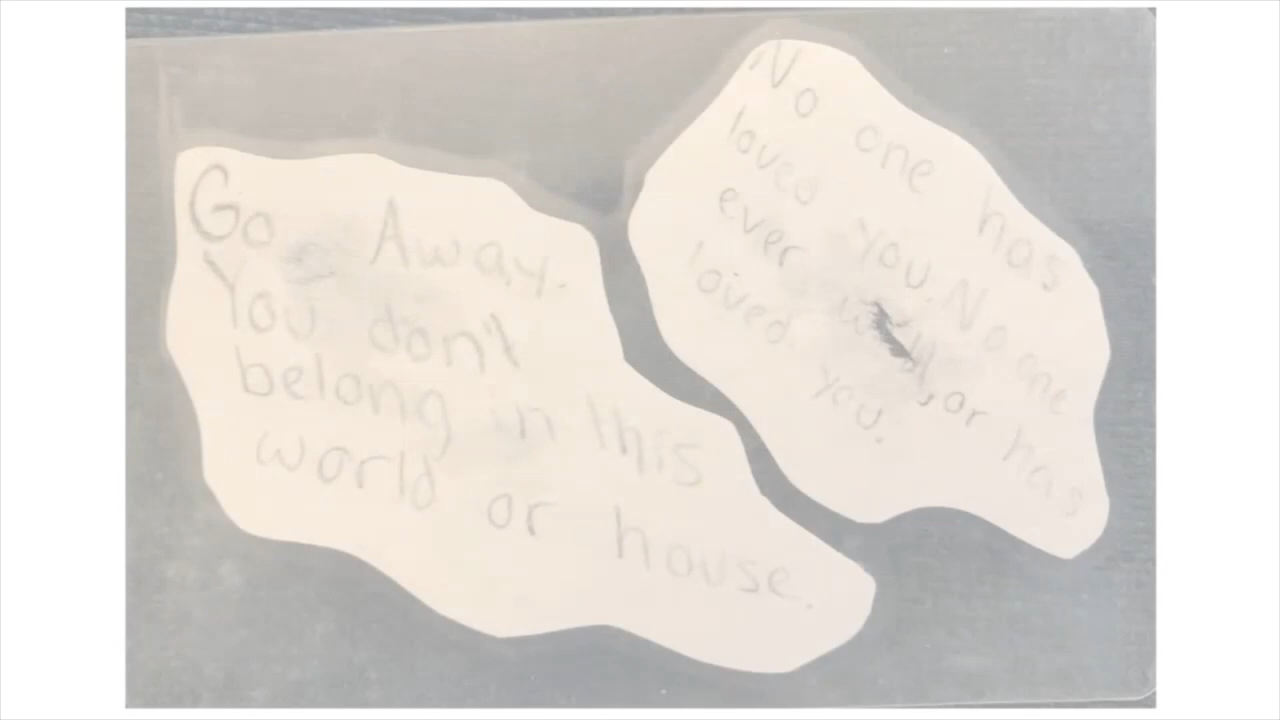 Go Away.
You don't
belong in this
world or house.
No one has
loved you. No one
ever will, or has
loved you.